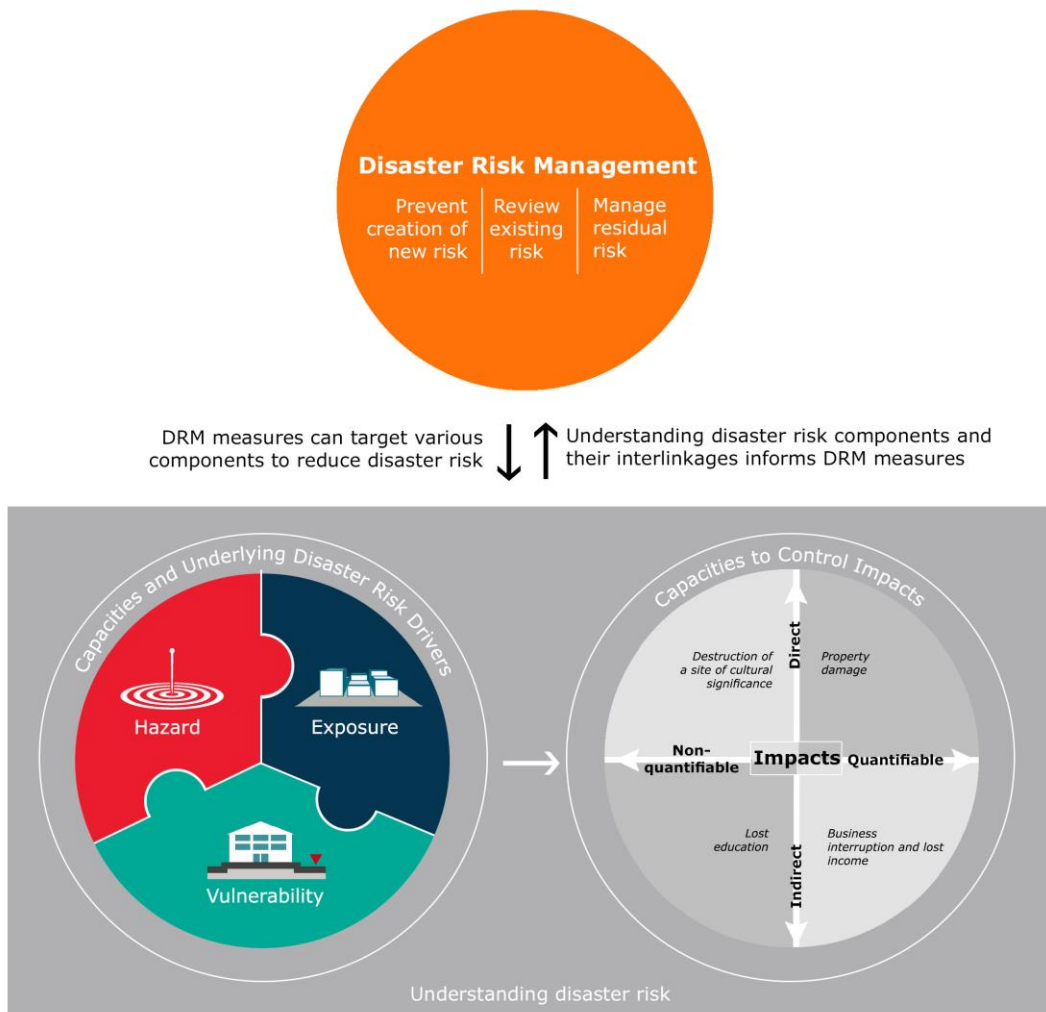 Disaster Risk Management
Prevent
creation of
new risk
Review
existing
risk
Manage
residual
risk
DRM measures can target various
components to reduce disaster risk
Understanding disaster risk components and
their interlinkages informs DRM measures
Capacities and Underlying Disaster Risk Drivers
Hazard
Exposure
Vulnerability
Capacities to Control Impacts
Direct
Destruction of
a site of cultural
significance
Property
damage
Non-
quantifiable
Impacts
Quantifiable
Lost
education
Business
interruption and lost
income
Indirect
Understanding disaster risk